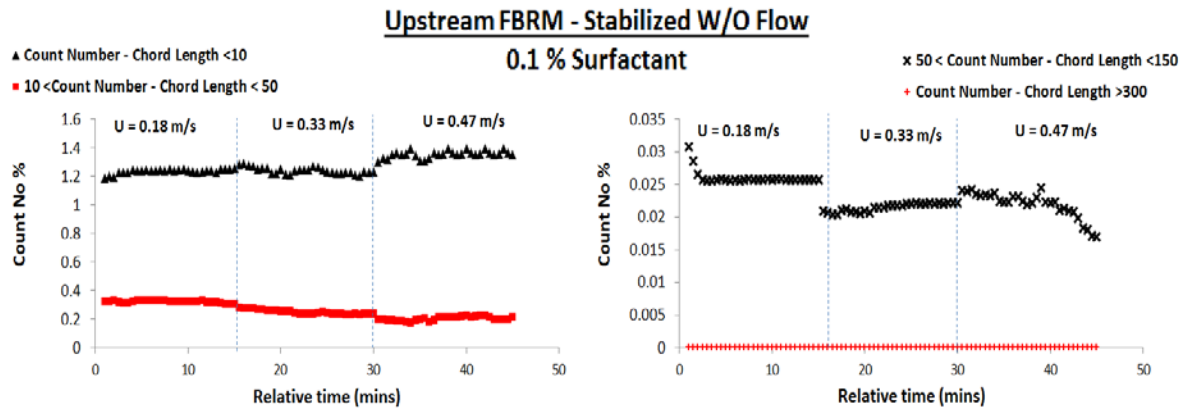 Upstream FBRM - Stabilized W/O Flow
0.1 % Surfactant
▲ Count Number - Chord Length <10
■ 10 <Count Number - Chord Length < 50
× 50 < Count Number - Chord Length <150
+ Count Number - Chord Length >300
U = 0.18 m/s
U = 0.33 m/s
U = 0.47 m/s
Count No %
1.6
1.4
1.2
1
0.8
0.6
0.4
0.2
0
0 10 20 30 40 50
Relative time (mins)
U = 0.18 m/s
U = 0.33 m/s
U = 0.47 m/s
Count No %
0.035
0.03
0.025
0.02
0.015
0.01
0.005
0
0 10 20 30 40 50
Relative time (mins)